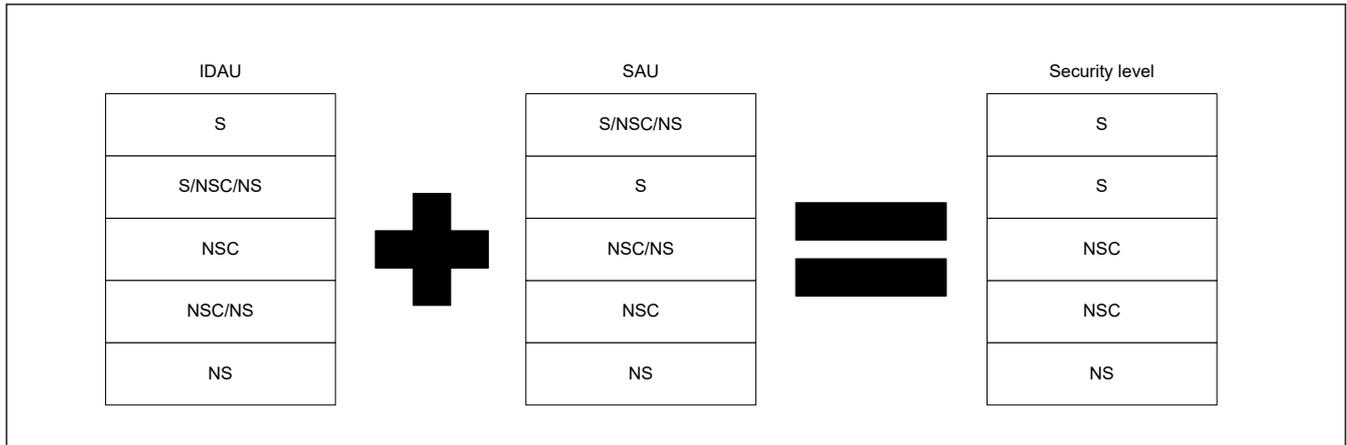 IDAU
SAU
Security level
S
S/NSC/NS
S
S/NSC/NS
S
S
NSC
NSC/NS
NSC
NSC/NS
NSC
NSC
NS
NS
NS